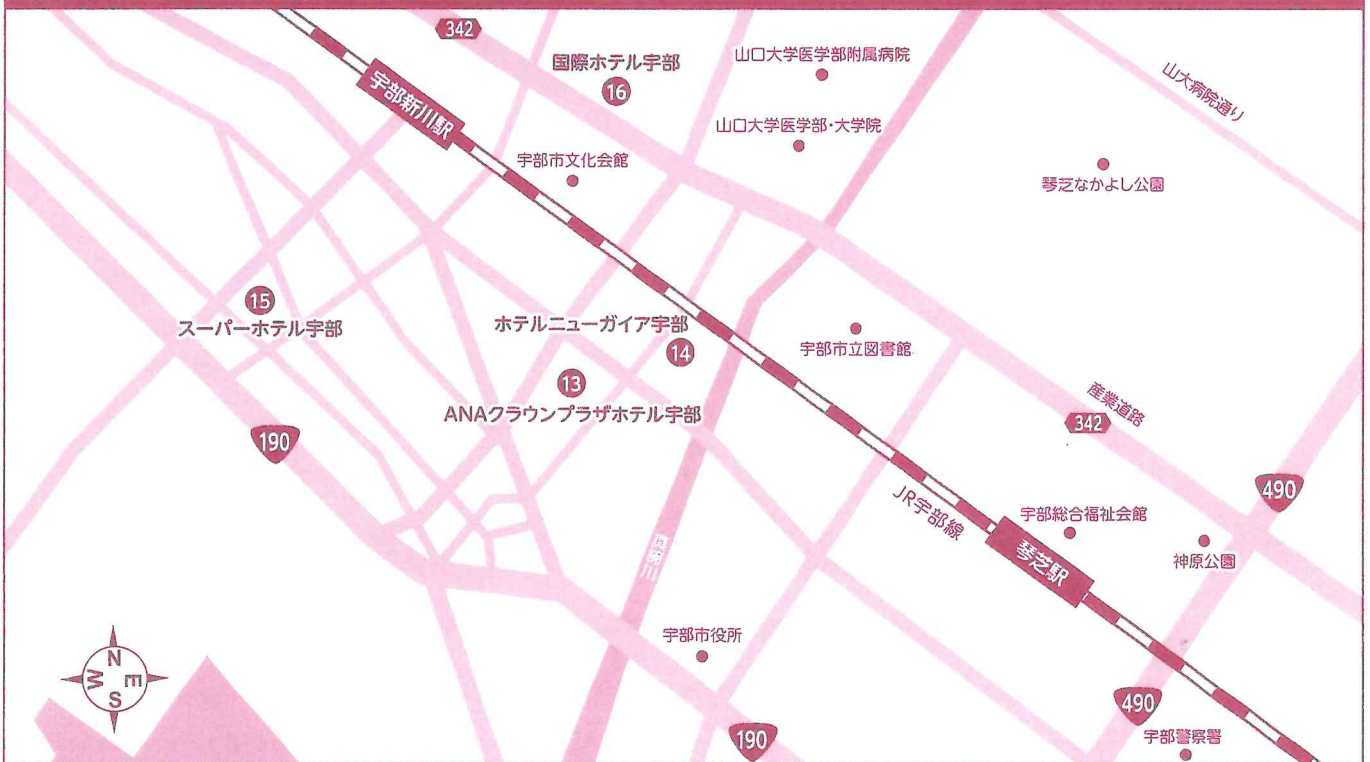 342
国際ホテル宇部
16
山口大学医学部附属病院
山大病院通り
宇部新川駅
山口大学医学部・大学院
宇部市文化会館
琴芝なかよし公園
15
スーパーホテル宇部
ホテルニューガイア宇部
14
宇部市立図書館
13
ANAクラウンプラザホテル宇部
産業道路
342
190
490
JR宇部線
宇部総合福祉会館
琴芝駅
神原公園
真締川
宇部市役所
N
W
E
S
490
190
宇部警察署